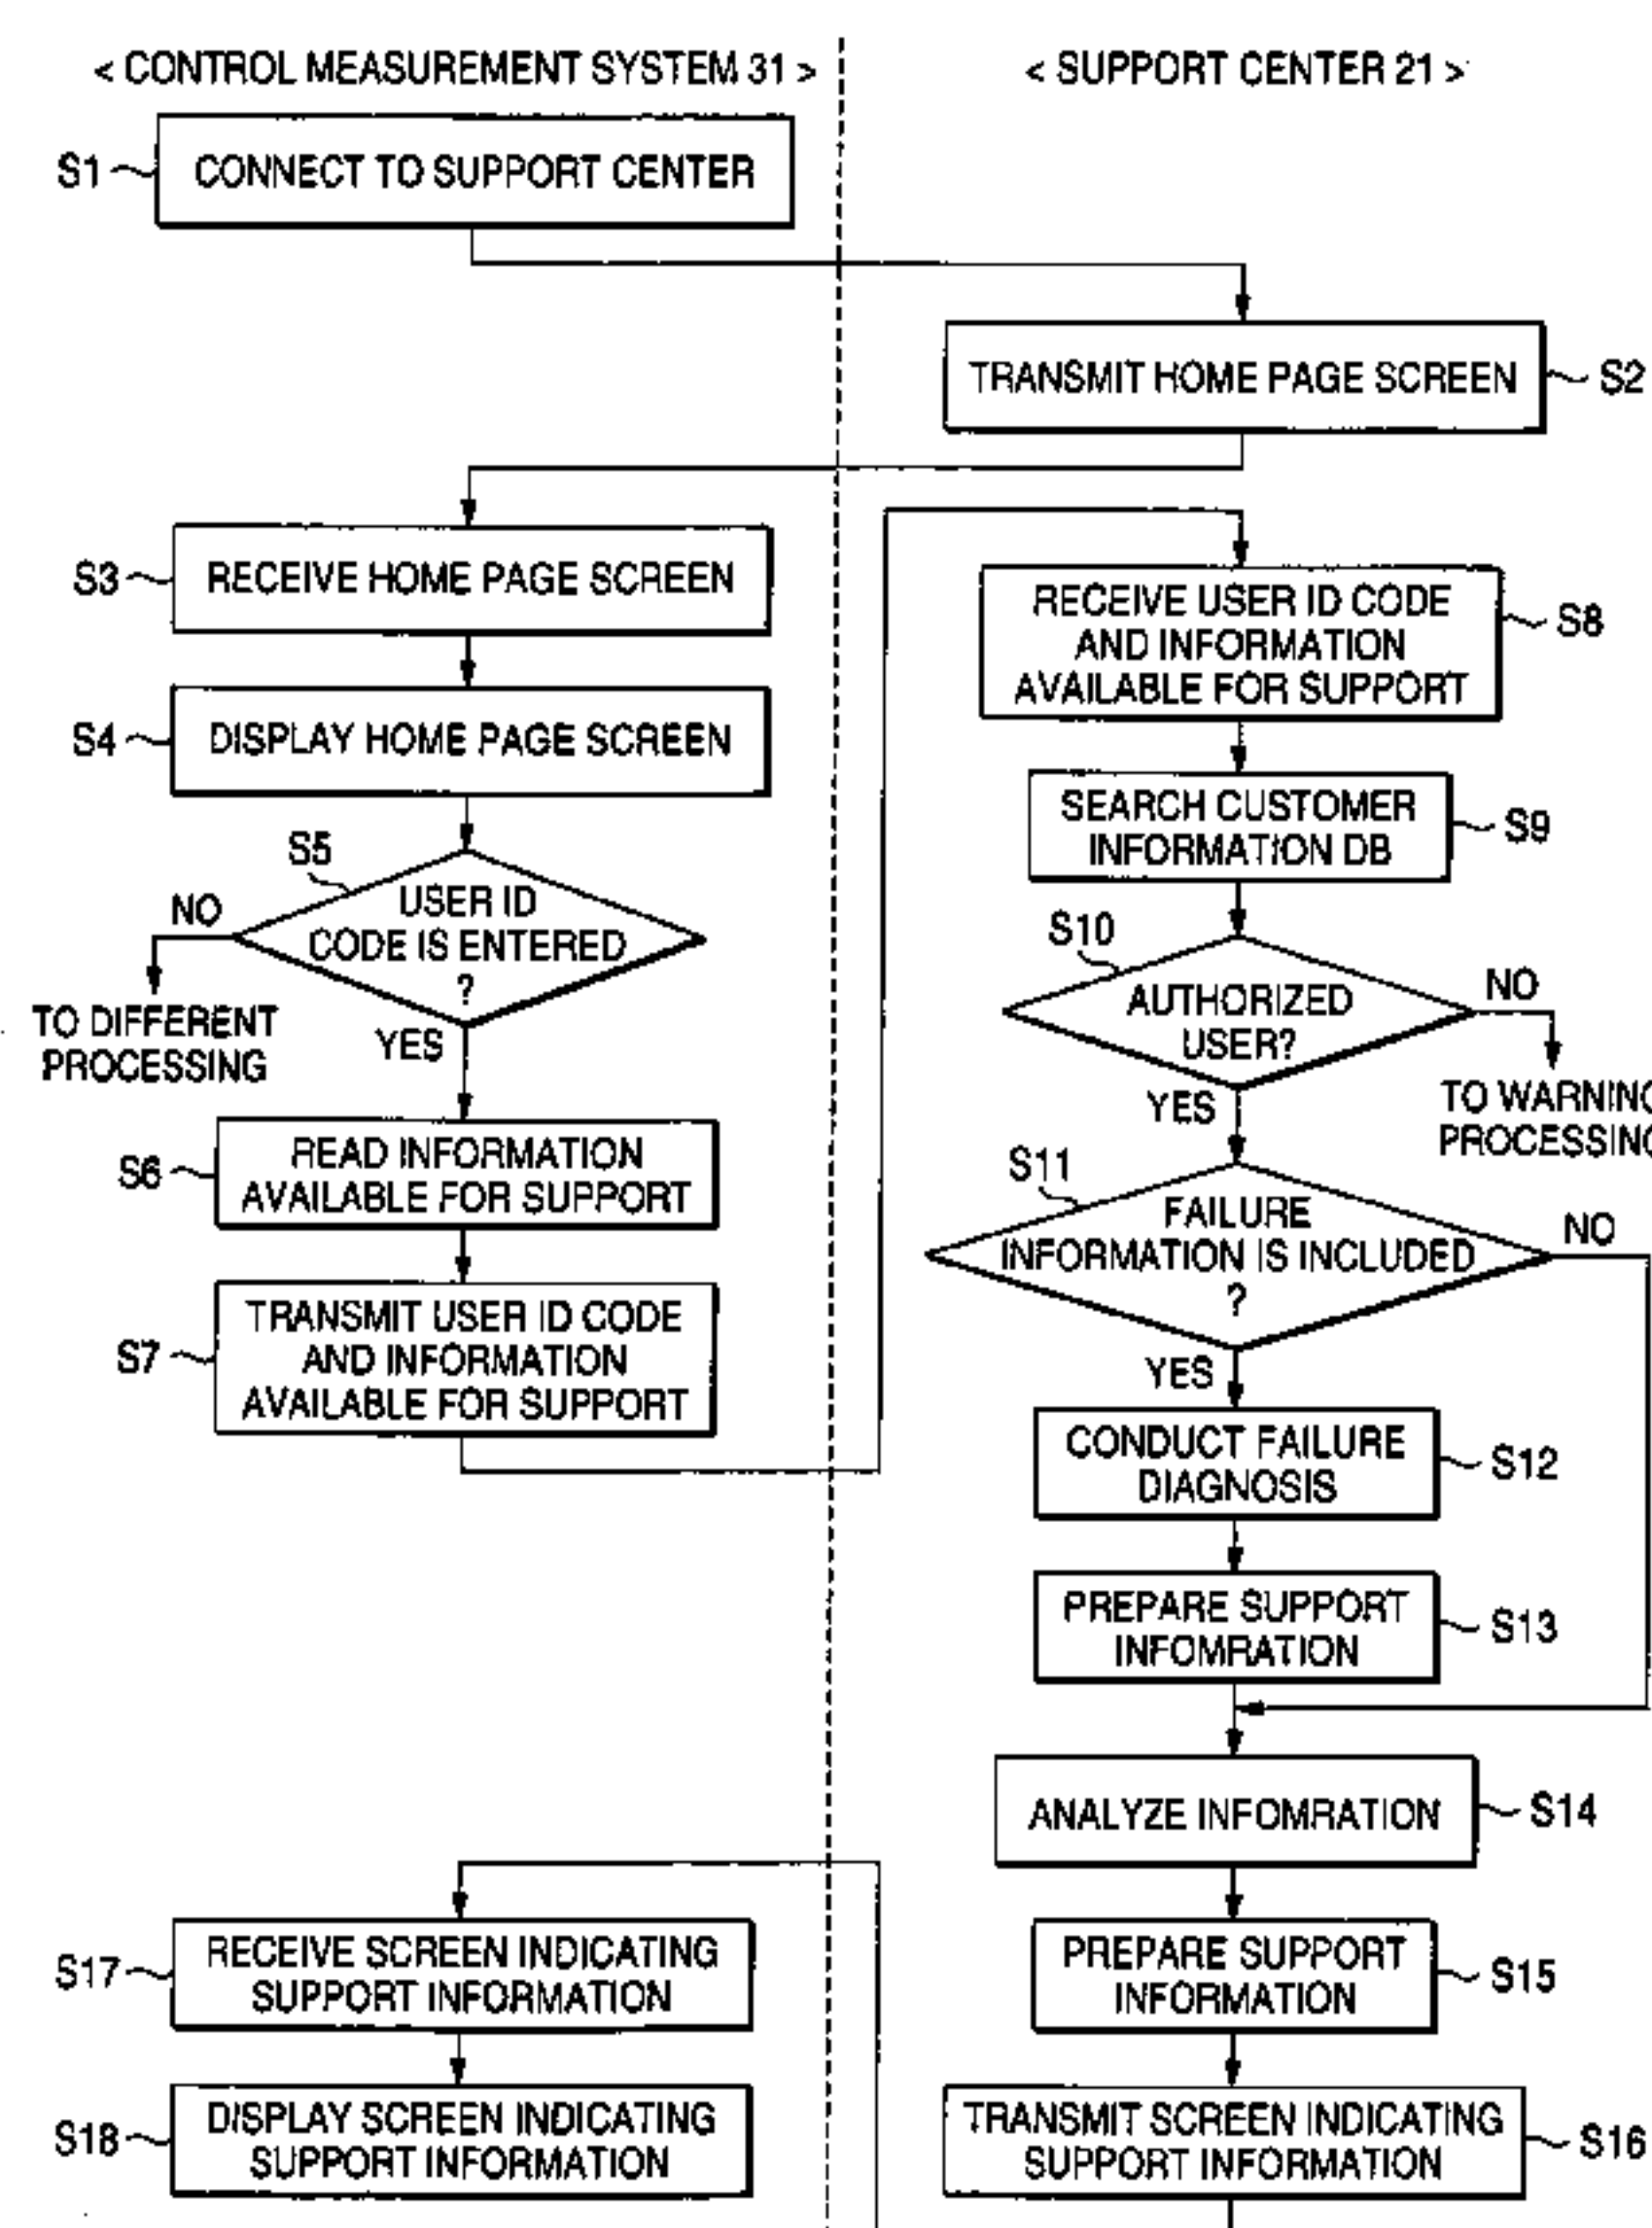 < CONTROL MEASUREMENT SYSTEM 31 >
< SUPPORT CENTER 21 >
S1
CONNECT TO SUPPORT CENTER
TRANSMIT HOME PAGE SCREEN
S2
S3
RECEIVE HOME PAGE SCREEN
S4
DISPLAY HOME PAGE SCREEN
S5
USER ID
CODE IS ENTERED
?
NO
TO DIFFERENT
PROCESSING
YES
S6
READ INFORMATION
AVAILABLE FOR SUPPORT
S7
TRANSMIT USER ID CODE
AND INFORMATION
AVAILABLE FOR SUPPORT
RECEIVE USER ID CODE
AND INFORMATION
AVAILABLE FOR SUPPORT
S8
SEARCH CUSTOMER
INFORMATION DB
S9
S10
AUTHORIZED
USER?
NO
TO WARNING
PROCESSING
YES
S11
FAILURE
INFORMATION IS INCLUDED
?
NO
YES
CONDUCT FAILURE
DIAGNOSIS
S12
PREPARE SUPPORT
INFOMRATION
S13
ANALYZE INFOMRATION
S14
PREPARE SUPPORT
INFORMATION
S15
TRANSMIT SCREEN INDICATING
SUPPORT INFORMATION
S16
S17
RECEIVE SCREEN INDICATING
SUPPORT INFORMATION
S18
DISPLAY SCREEN INDICATING
SUPPORT INFORMATION